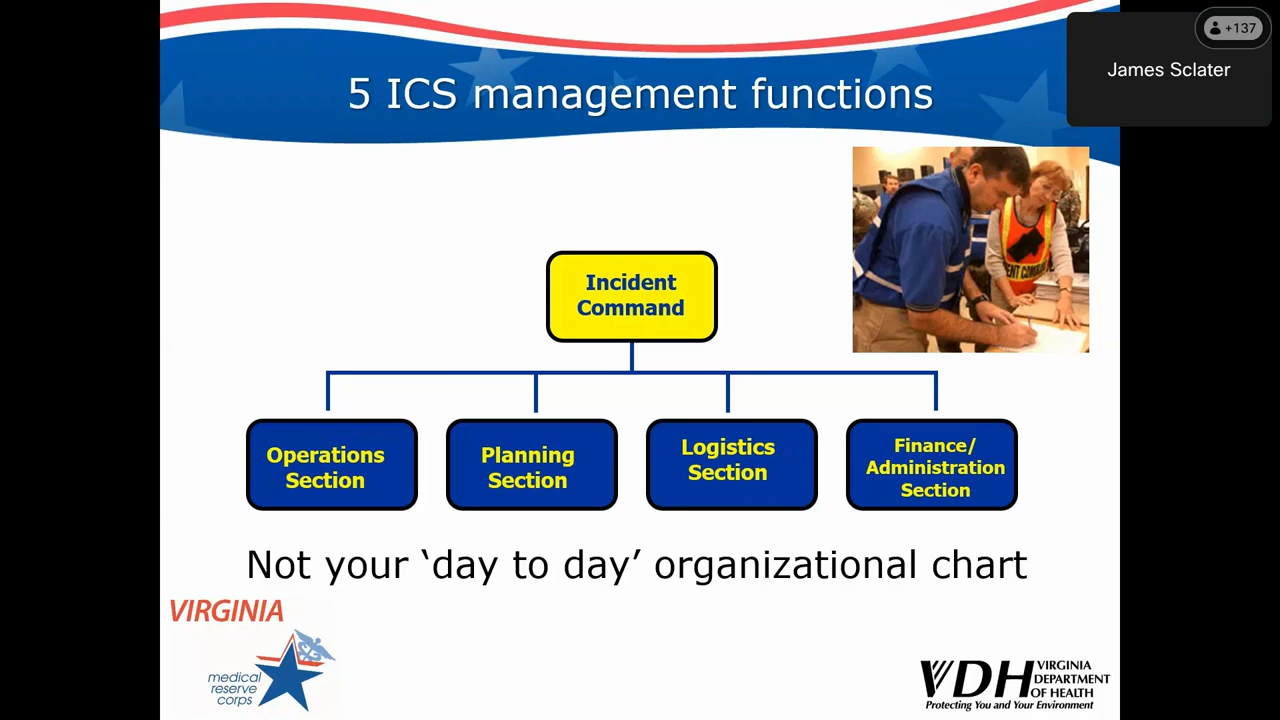 +137
James Sclater
5 ICS management functions
Incident
Command
Operations
Section
Planning
Section
Logistics
Section
Finance/
Administration
Section
Not your ‘day to day’ organizational chart
VIRGINIA
medical
reserve
corps
VDH
VIRGINIA
DEPARTMENT
OF HEALTH
Protecting You and Your Environment